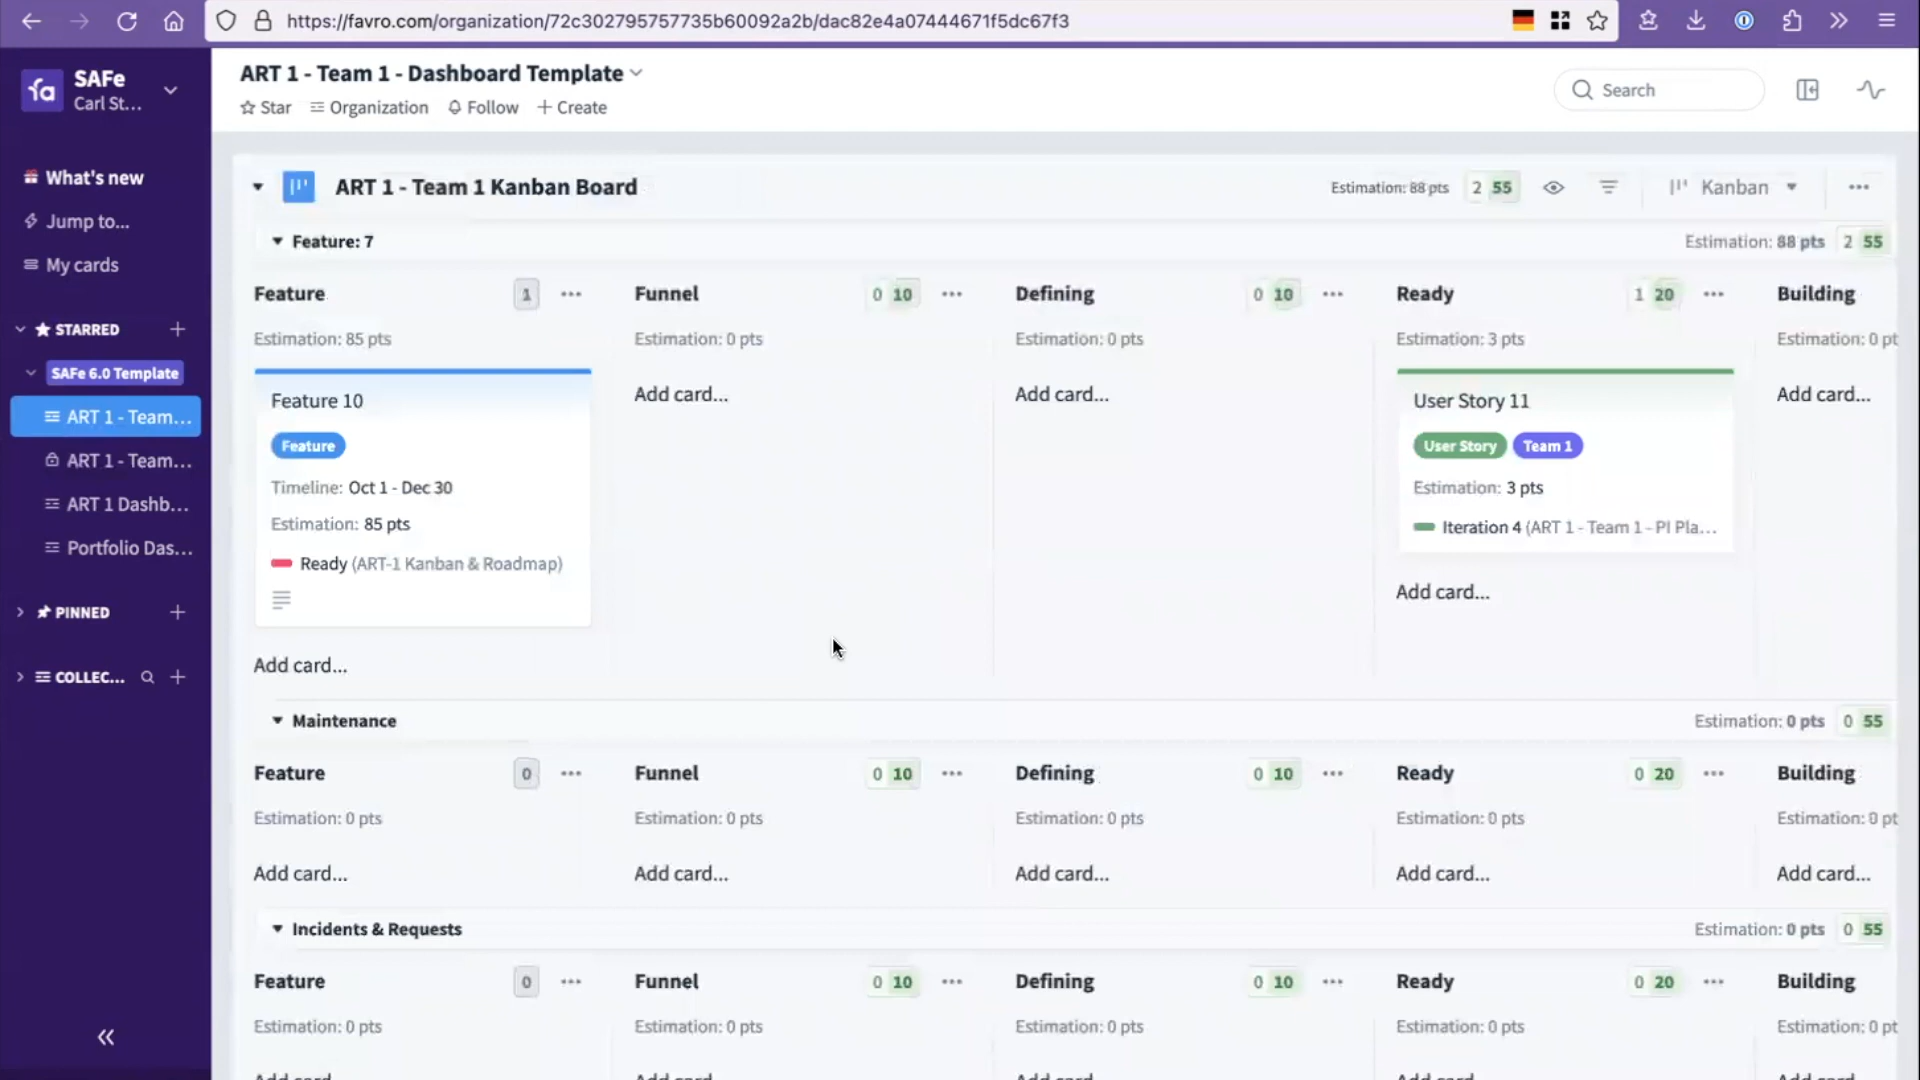 https://favro.com/organization/72c302795757735b60092a2b/dac82e4a07444671f5dc67f3
fa
SAFe
Carl St...
What's new
Jump to...
My cards
STARRED
SAFe 6.0 Template
ART 1 - Team...
ART 1 - Team...
ART 1 Dashb...
Portfolio Das...
PINNED
COLLEC...
ART 1 - Team 1 - Dashboard Template
Star Organization Follow + Create
Search
ART 1 - Team 1 Kanban Board
Estimation: 88 pts 2 55 Kanban
Feature: 7 Estimation: 88 pts 2 55
Feature 1 Funnel 0 10 Defining 0 10 Ready 1 20 Building
Estimation: 85 pts Estimation: 0 pts Estimation: 0 pts Estimation: 3 pts Estimation: 0 pt
Feature 10
Feature
Timeline: Oct 1 - Dec 30
Estimation: 85 pts
Ready (ART-1 Kanban & Roadmap)
Add card...
Add card...
Add card...
User Story 11
User Story Team 1
Estimation: 3 pts
Iteration 4 (ART 1 - Team 1 - PI Pla...
Add card...
Add card...
Maintenance Estimation: 0 pts 0 55
Feature 0 Funnel 0 10 Defining 0 10 Ready 0 20 Building
Estimation: 0 pts Estimation: 0 pts Estimation: 0 pts Estimation: 0 pts Estimation: 0 pt
Add card... Add card... Add card... Add card... Add card...
Incidents & Requests Estimation: 0 pts 0 55
Feature 0 Funnel 0 10 Defining 0 10 Ready 0 20 Building
Estimation: 0 pts Estimation: 0 pts Estimation: 0 pts Estimation: 0 pts Estimation: 0 pt